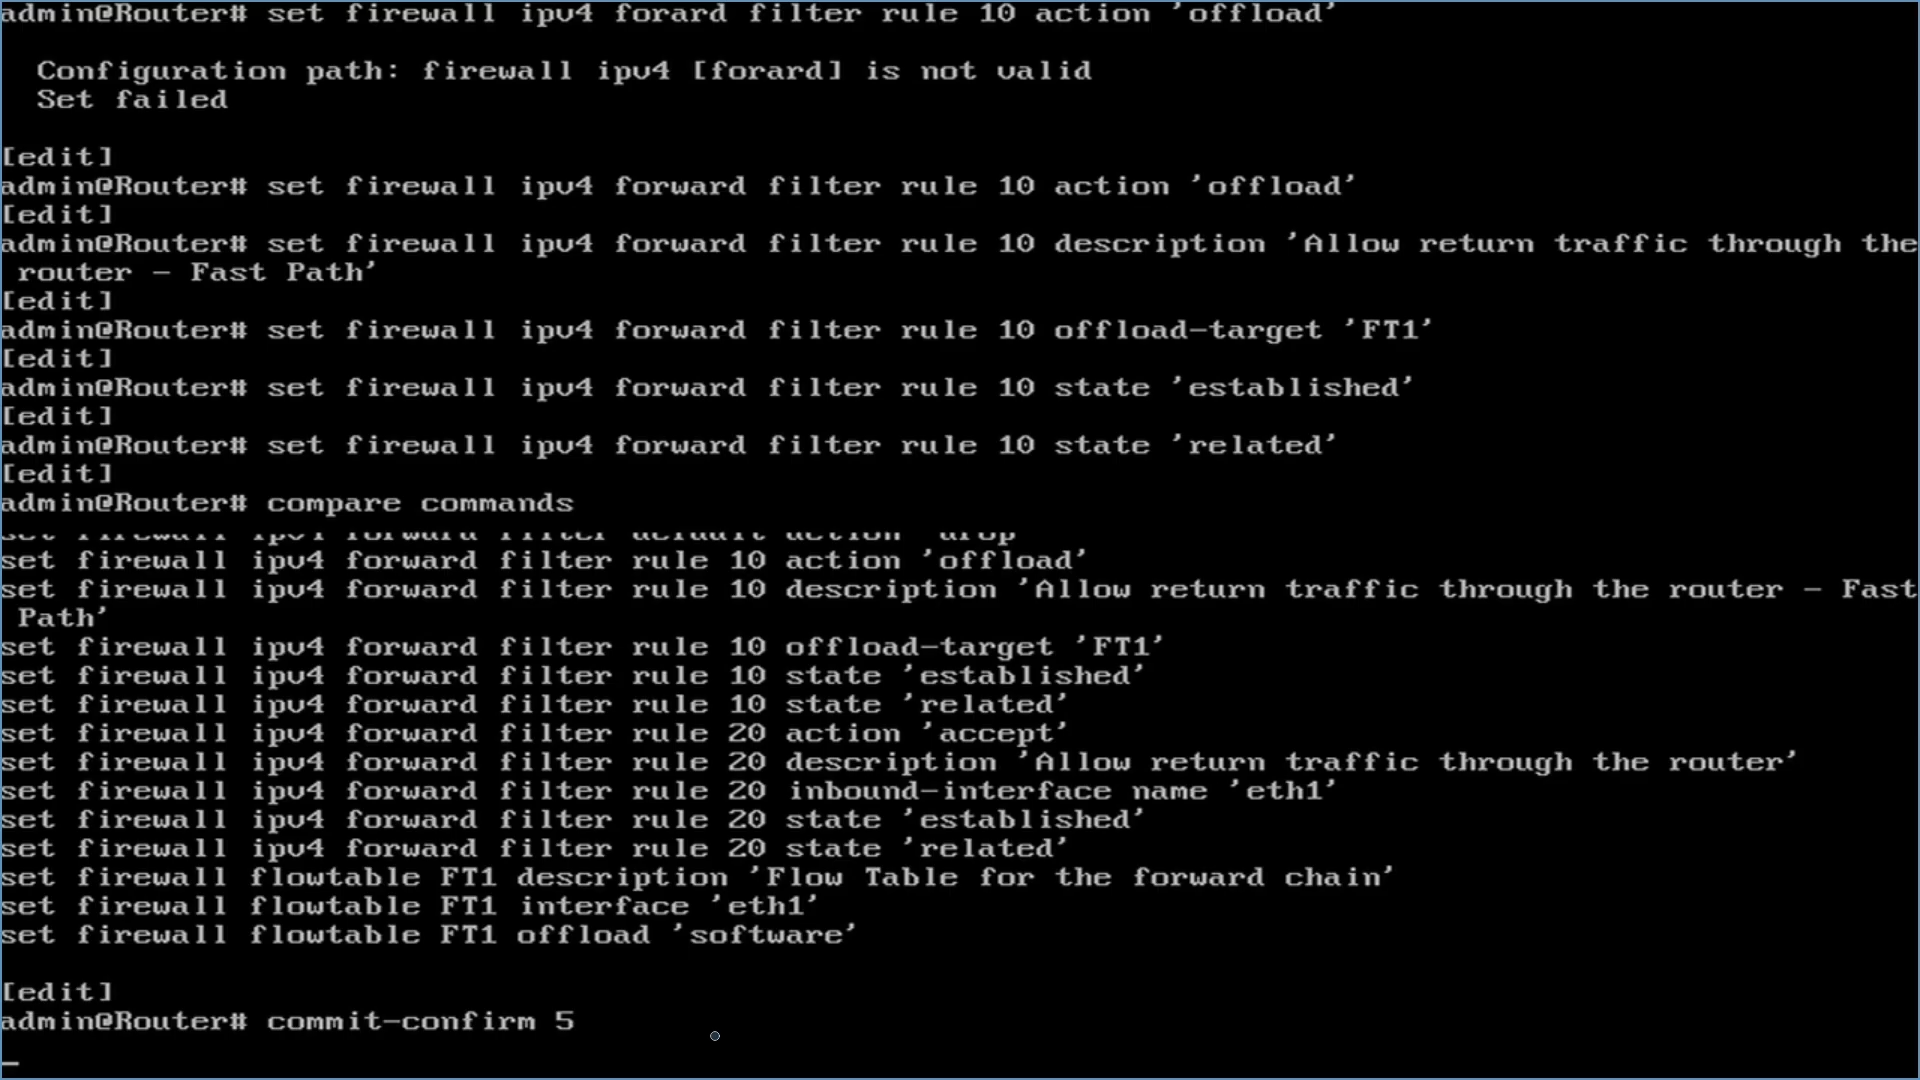 admin@Router# set firewall ipv4 forard filter rule 10 action 'offload'
Configuration path: firewall ipv4 [forard] is not valid
Set failed
[edit]
admin@Router# set firewall ipv4 forward filter rule 10 action 'offload'
[edit]
admin@Router# set firewall ipv4 forward filter rule 10 description 'Allow return traffic through the
router - Fast Path'
[edit]
admin@Router# set firewall ipv4 forward filter rule 10 offload-target 'FT1'
[edit]
admin@Router# set firewall ipv4 forward filter rule 10 state 'established'
[edit]
admin@Router# set firewall ipv4 forward filter rule 10 state 'related'
[edit]
admin@Router# compare commands
set firewall ipv4 forward filter default action 'drop
set firewall ipv4 forward filter rule 10 action 'offload'
set firewall ipv4 forward filter rule 10 description 'Allow return traffic through the router - Fast
Path'
set firewall ipv4 forward filter rule 10 offload-target 'FT1'
set firewall ipv4 forward filter rule 10 state 'established'
set firewall ipv4 forward filter rule 10 state 'related'
set firewall ipv4 forward filter rule 20 action 'accept'
set firewall ipv4 forward filter rule 20 description 'Allow return traffic through the router'
set firewall ipv4 forward filter rule 20 inbound-interface name 'eth1'
set firewall ipv4 forward filter rule 20 state 'established'
set firewall ipv4 forward filter rule 20 state 'related'
set firewall flowtable FT1 description 'Flow Table for the forward chain'
set firewall flowtable FT1 interface 'eth1'
set firewall flowtable FT1 offload 'software'
[edit]
admin@Router# commit-confirm 5